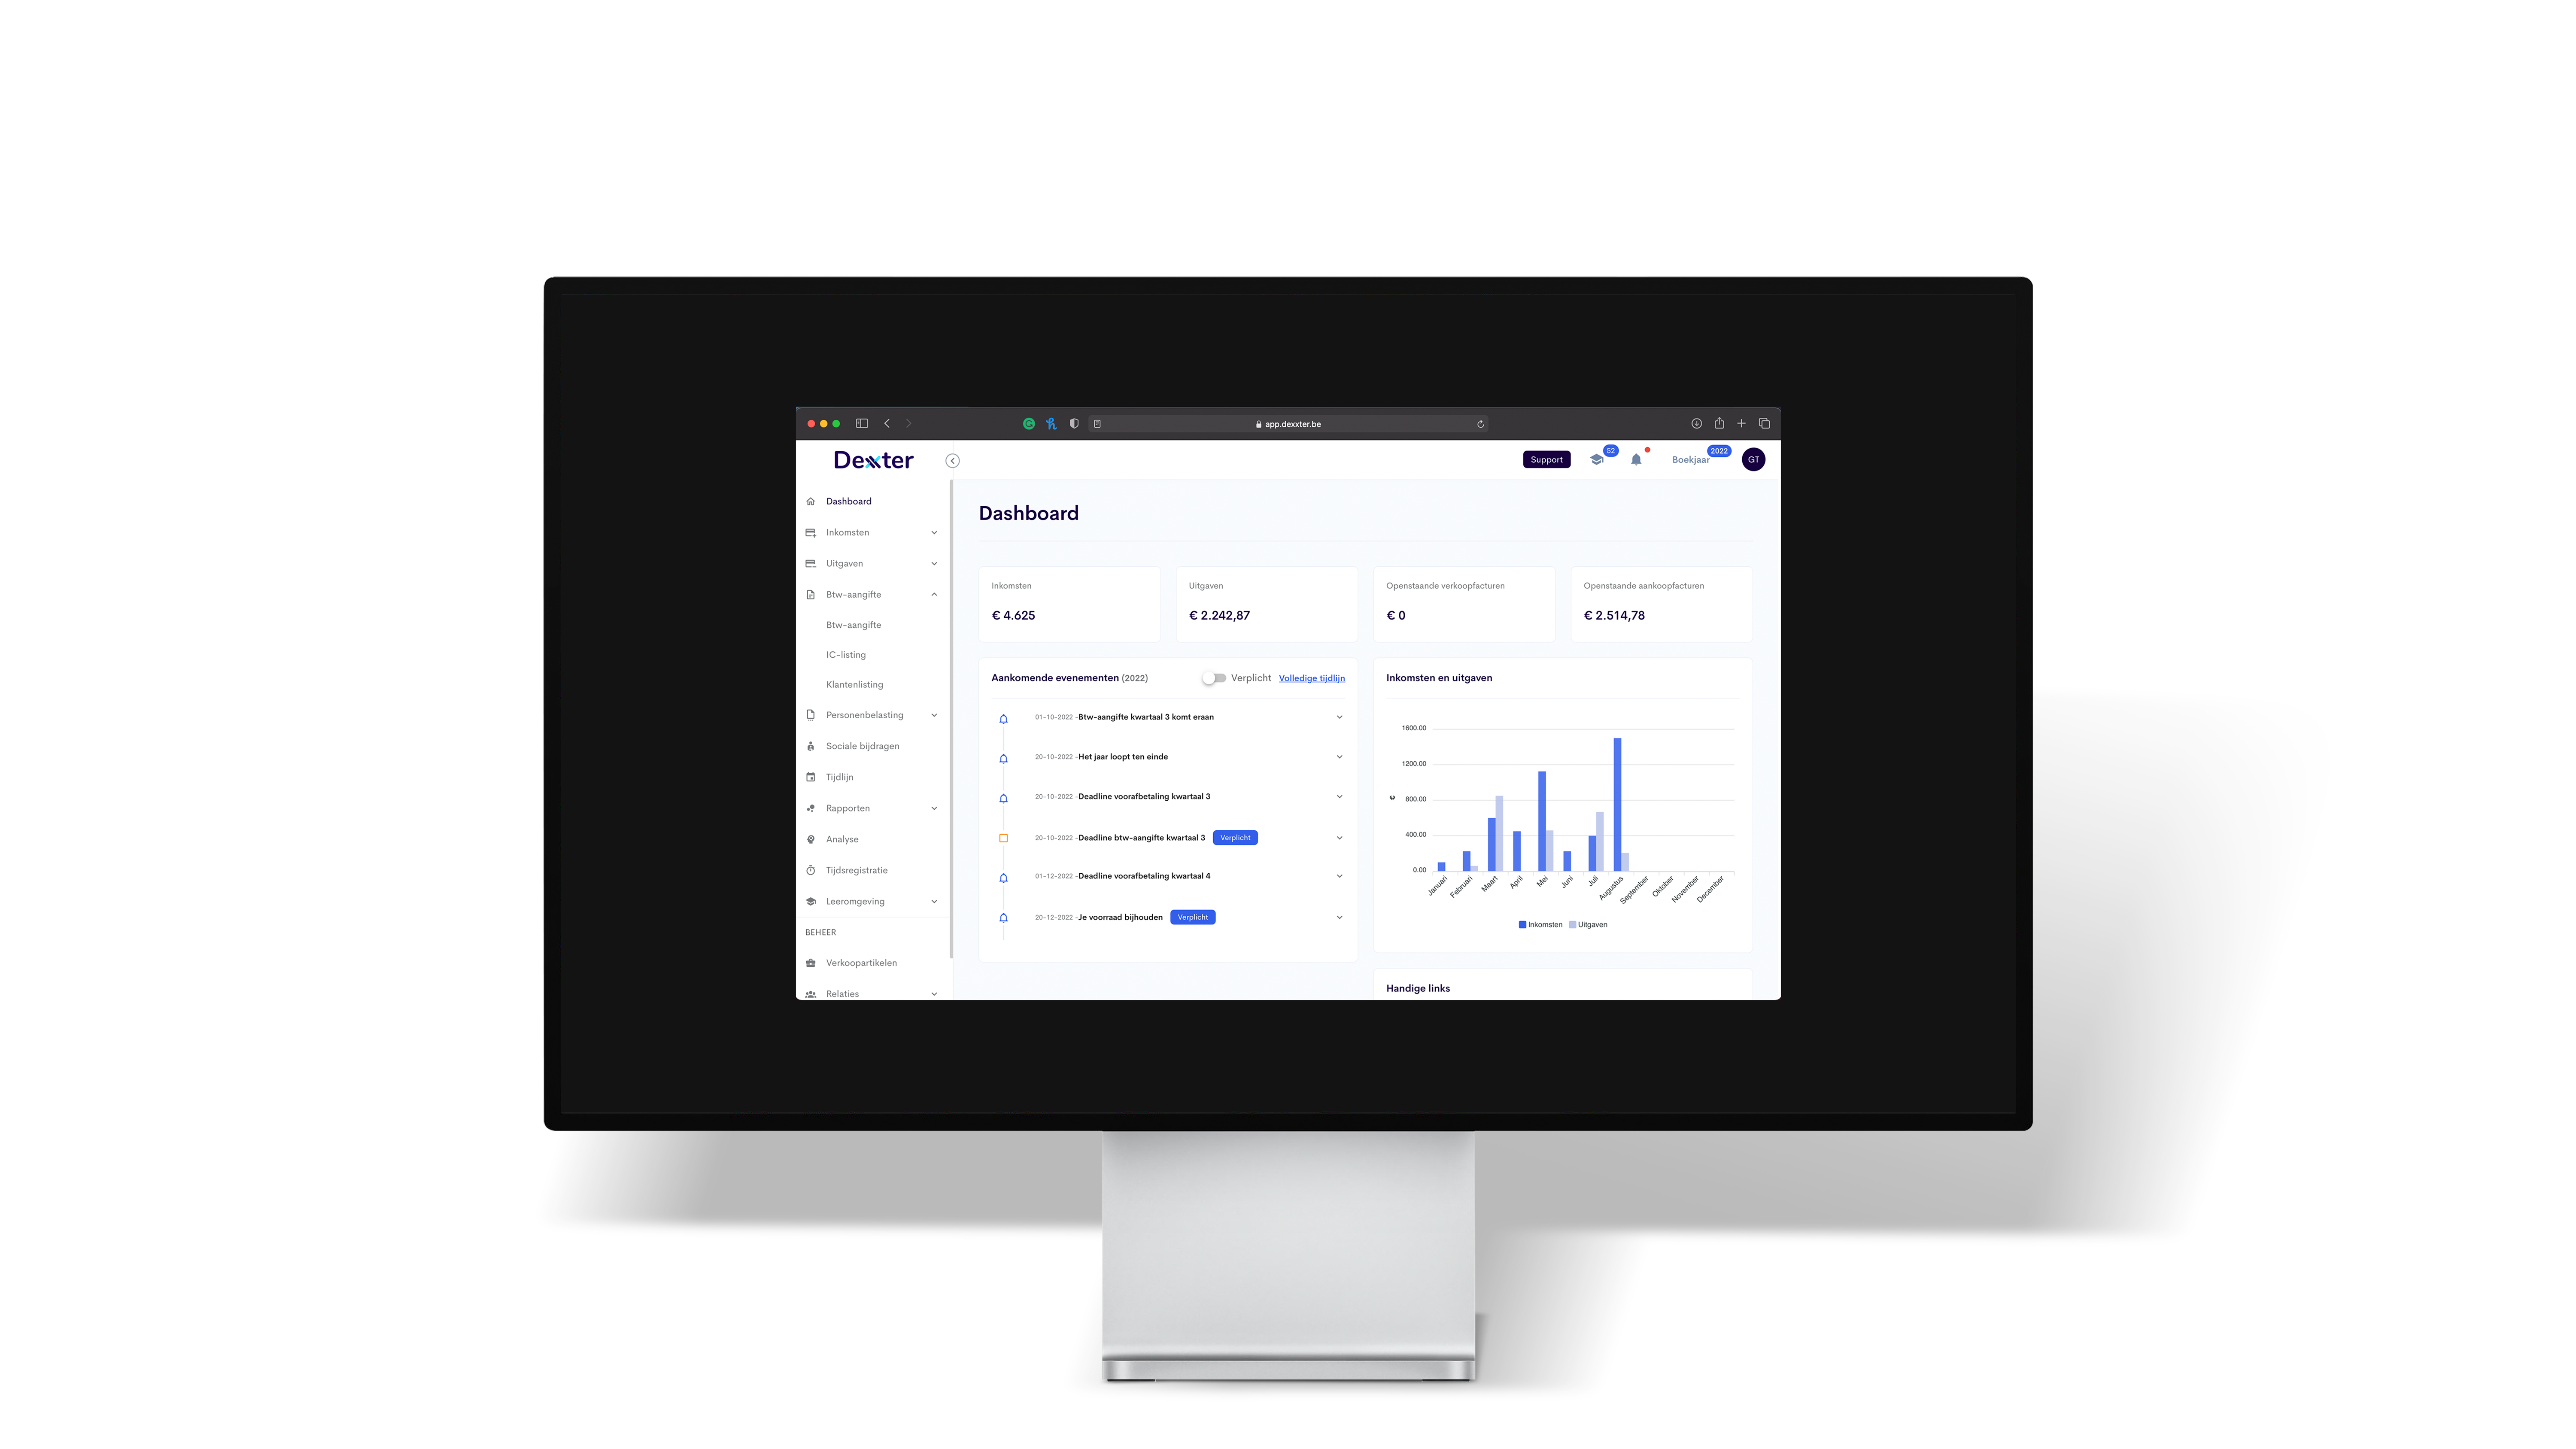 app.dexxter.be
Dexxter
Support
52
Boekjaar
2022
GT
Dashboard
Inkomsten
Uitgaven
Btw-aangifte
Btw-aangifte
IC-listing
Klantenlisting
Personenbelasting
Sociale bijdragen
Tijdlijn
Rapporten
Analyse
Tijdsregistratie
Leeromgeving
BEHEER
Verkoopartikelen
Relaties
Dashboard
Inkomsten
€ 4.625
Uitgaven
€ 2.242,87
Openstaande verkoopfacturen
€ 0
Openstaande aankoopfacturen
€ 2.514,78
Aankomende evenementen (2022)
Verplicht
Volledige tijdlijn
01-10-2022 -Btw-aangifte kwartaal 3 komt eraan
20-10-2022 -Het jaar loopt ten einde
20-10-2022 -Deadline voorafbetaling kwartaal 3
20-10-2022 -Deadline btw-aangifte kwartaal 3 Verplicht
01-12-2022 -Deadline voorafbetaling kwartaal 4
20-12-2022 -Je voorraad bijhouden Verplicht
Inkomsten en uitgaven
1600.00
1200.00
€ 800.00
400.00
0.00
Januari Februari Maart April Mei Juni Juli Augustus September Oktober November December
Inkomsten Uitgaven
Handige links